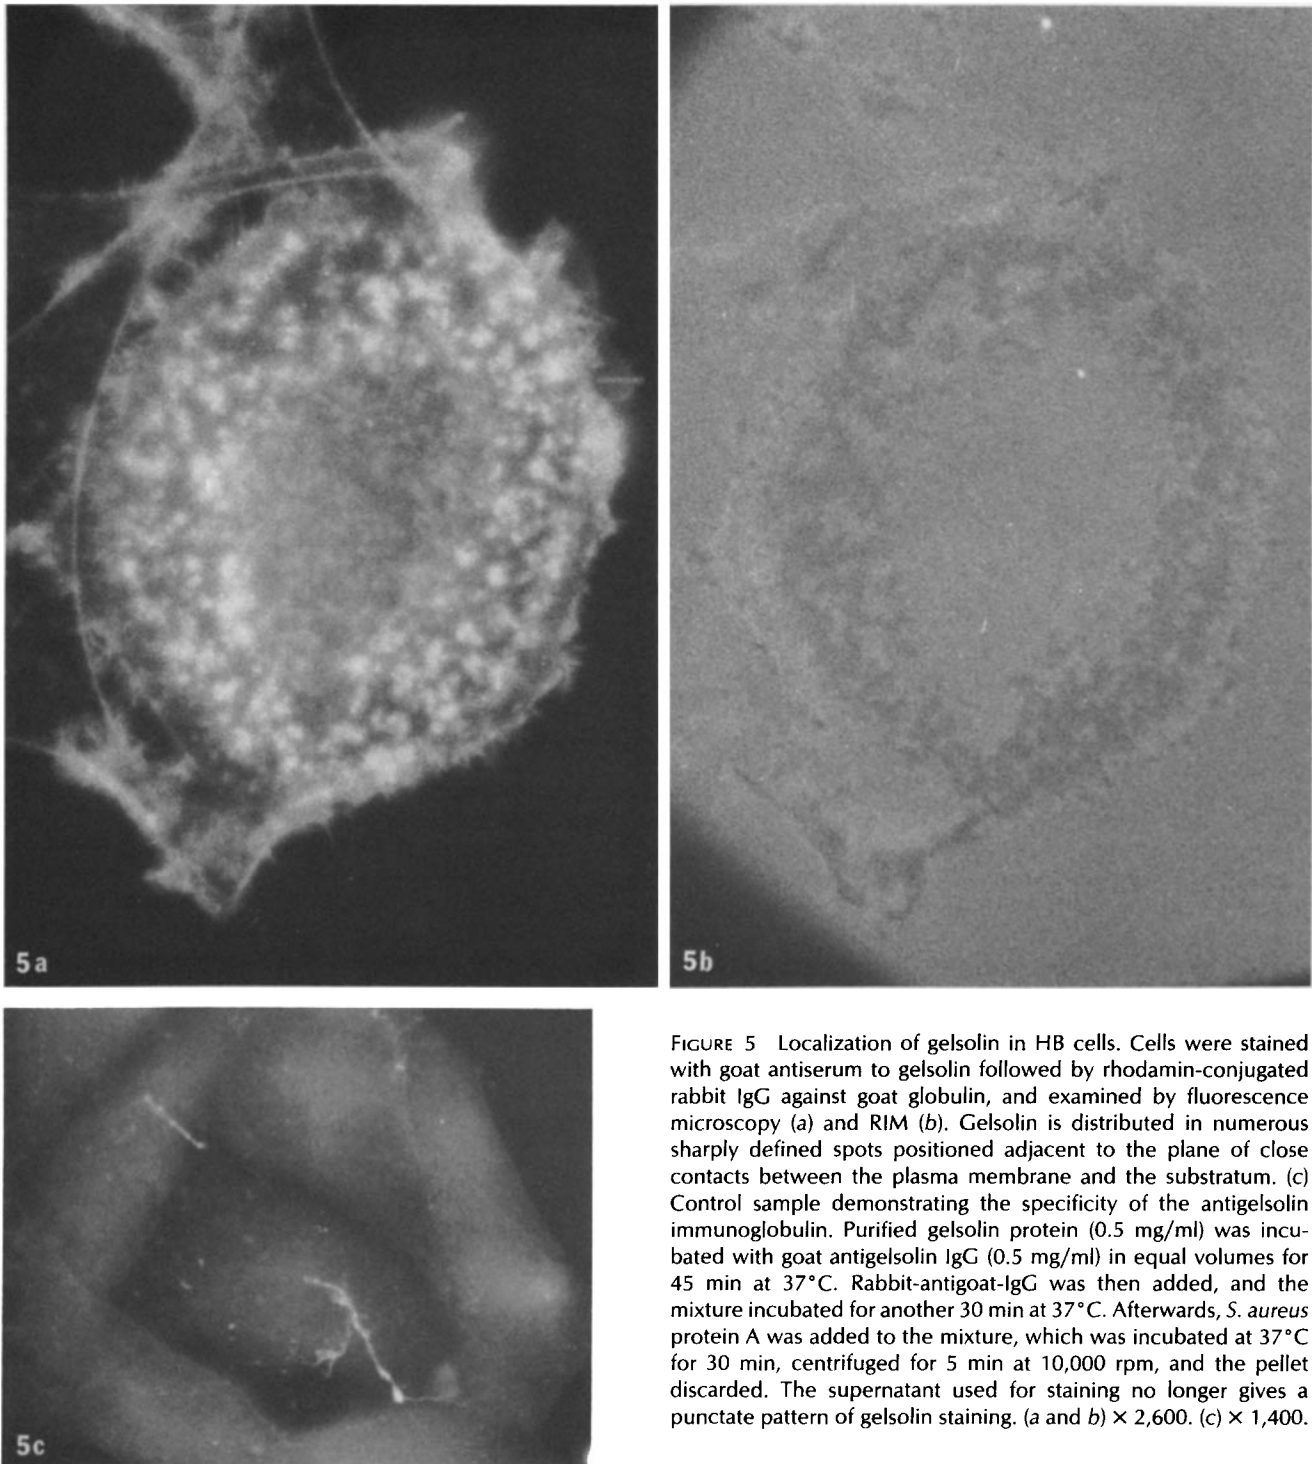 5a
5b
5c
FIGURE 5 Localization of gelsolin in HB cells. Cells were stained
with goat antiserum to gelsolin followed by rhodamin-conjugated
rabbit IgG against goat globulin, and examined by fluorescence
microscopy (a) and RIM (b). Gelsolin is distributed in numerous
sharply defined spots positioned adjacent to the plane of close
contacts between the plasma membrane and the substratum. (c)
Control sample demonstrating the specificity of the antigelsolin
immunoglobulin. Purified gelsolin protein (0.5 mg/ml) was incu-
bated with goat antigelsolin IgG (0.5 mg/ml) in equal volumes for
45 min at 37°C. Rabbit-antigoat-IgG was then added, and the
mixture incubated for another 30 min at 37°C. Afterwards, S. aureus
protein A was added to the mixture, which was incubated at 37°C
for 30 min, centrifuged for 5 min at 10,000 rpm, and the pellet
discarded. The supernatant used for staining no longer gives a
punctate pattern of gelsolin staining. (a and b) × 2,600. (c) × 1,400.